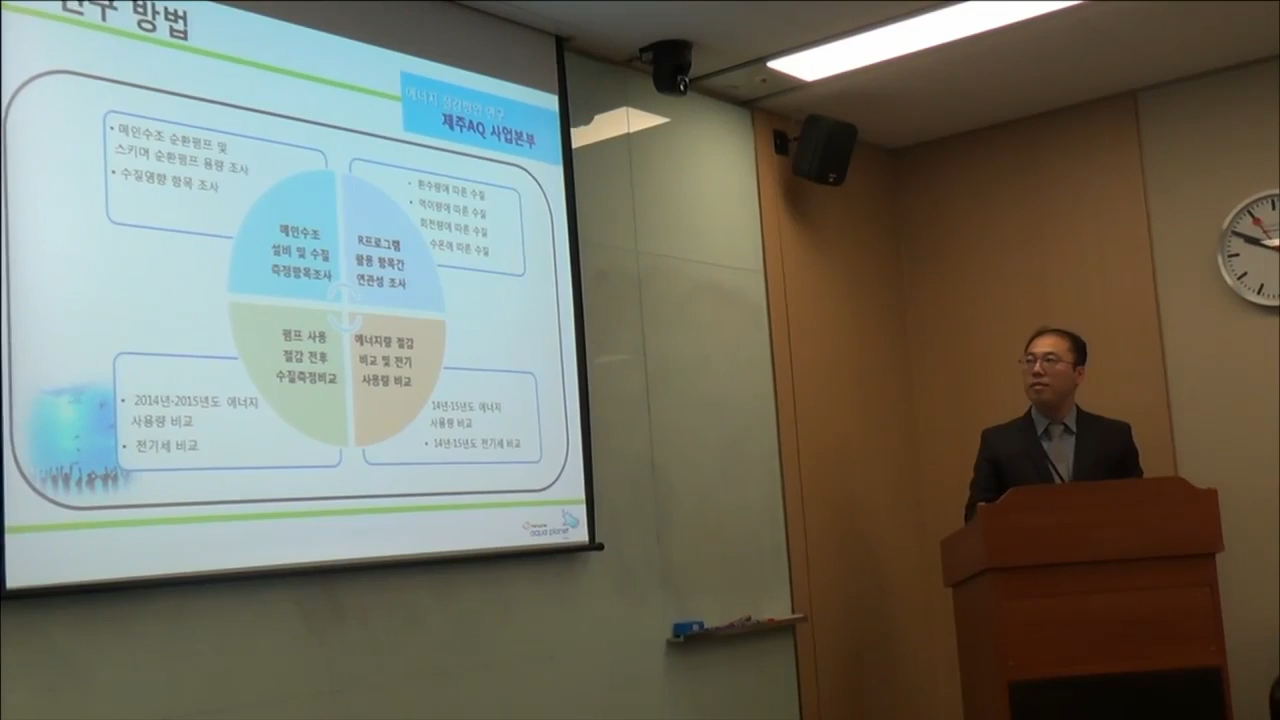 연구 방법
에너지 절감방안 연구
제주AQ 사업본부
• 메인수조 순환펌프 및
스키머 순환펌프 용량 조사
• 수질영향 항목 조사
• 환수량에 따른 수질
• 역이량에 따른 수질
회전량에 따른 수질
수온에 따른 수질
메인수조
설비 및 수질
측정항목조사
R프로그램
활용 항목간
연관성 조사
펌프 사용
절감 전후
수질측정비교
에너지량 절감
비교 및 전기
사용량 비교
• 2014년-2015년도 에너지
사용량 비교
• 전기세 비교
14년-15년도 에너지
사용량 비교
• 14년-15년도 전기세 비교
aqua planet